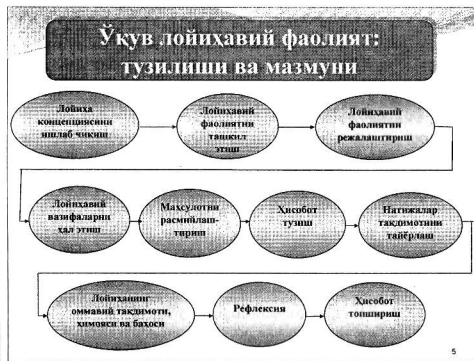 Ўқув лойиҳавий фаолият:
тузилиши ва мазмуни
Лойиҳа
концепциясини
ишлаб чиқиш
Лойиҳавий
фаолиятни
ташкил
этиш
Лойиҳавий
фаолиятни
режалаштириш
Лойиҳавий
вазифаларни
ҳал этиш
Маҳсулотни
расмийлаш-
тириш
Ҳисобот
тузиш
Натижалар
тақдимотини
тайёрлаш
Лойиҳанинг
оммавий тақдимоти,
ҳимояси ва баҳоси
Рефлексия
Ҳисобот
топшириш
5